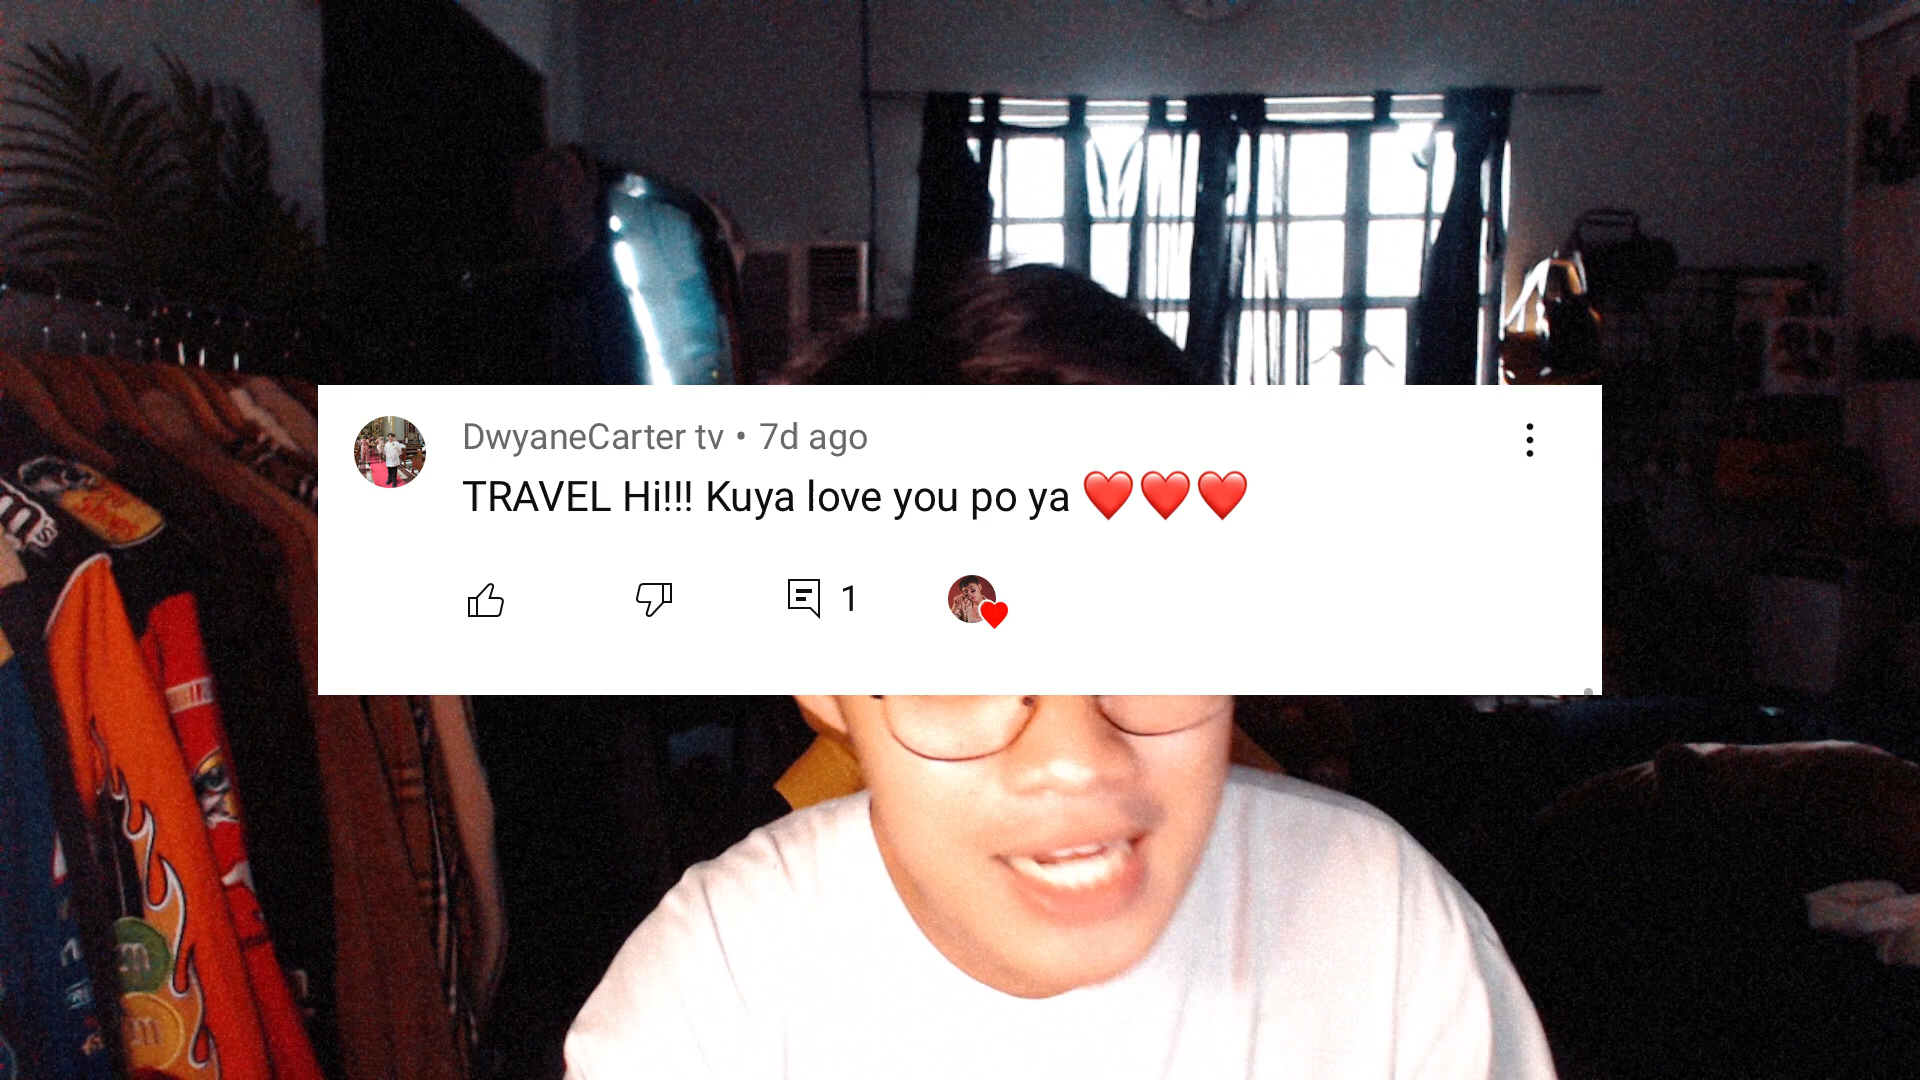 DwyaneCarter tv • 7d ago
TRAVEL Hi!!! Kuya love you po ya ❤️❤️❤️
1
m's
m
m